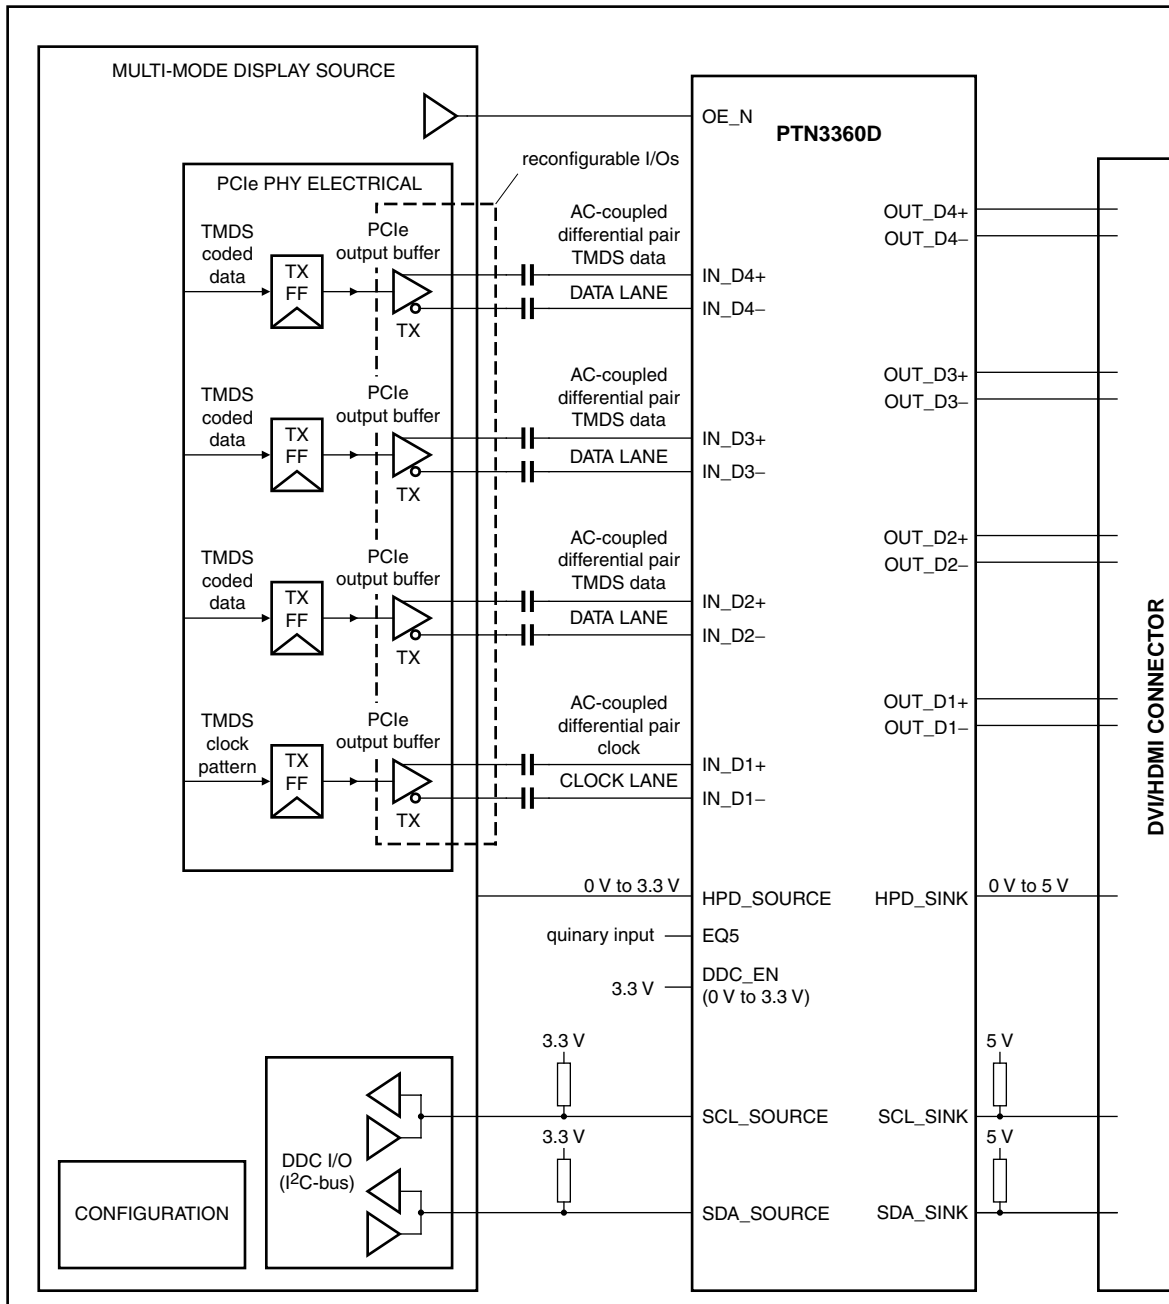 MULTI-MODE DISPLAY SOURCE
OE_N
PTN3360D
reconfigurable I/Os
PCIe PHY ELECTRICAL
TMDS
coded
data
TX
FF
PCIe
output buffer
TX
AC-coupled
differential pair
TMDS data
DATA LANE
IN_D4+
IN_D4−
OUT_D4+
OUT_D4−
TMDS
coded
data
TX
FF
PCIe
output buffer
TX
AC-coupled
differential pair
TMDS data
DATA LANE
IN_D3+
IN_D3−
OUT_D3+
OUT_D3−
TMDS
coded
data
TX
FF
PCIe
output buffer
TX
AC-coupled
differential pair
TMDS data
DATA LANE
IN_D2+
IN_D2−
OUT_D2+
OUT_D2−
TMDS
clock
pattern
TX
FF
PCIe
output buffer
TX
AC-coupled
differential pair
clock
CLOCK LANE
IN_D1+
IN_D1−
OUT_D1+
OUT_D1−
DVI/HDMI CONNECTOR
0 V to 3.3 V
HPD_SOURCE
HPD_SINK
0 V to 5 V
quinary input
EQ5
3.3 V
DDC_EN
(0 V to 3.3 V)
3.3 V
5 V
SCL_SOURCE
SCL_SINK
3.3 V
5 V
DDC I/O
(I²C-bus)
SDA_SOURCE
SDA_SINK
CONFIGURATION